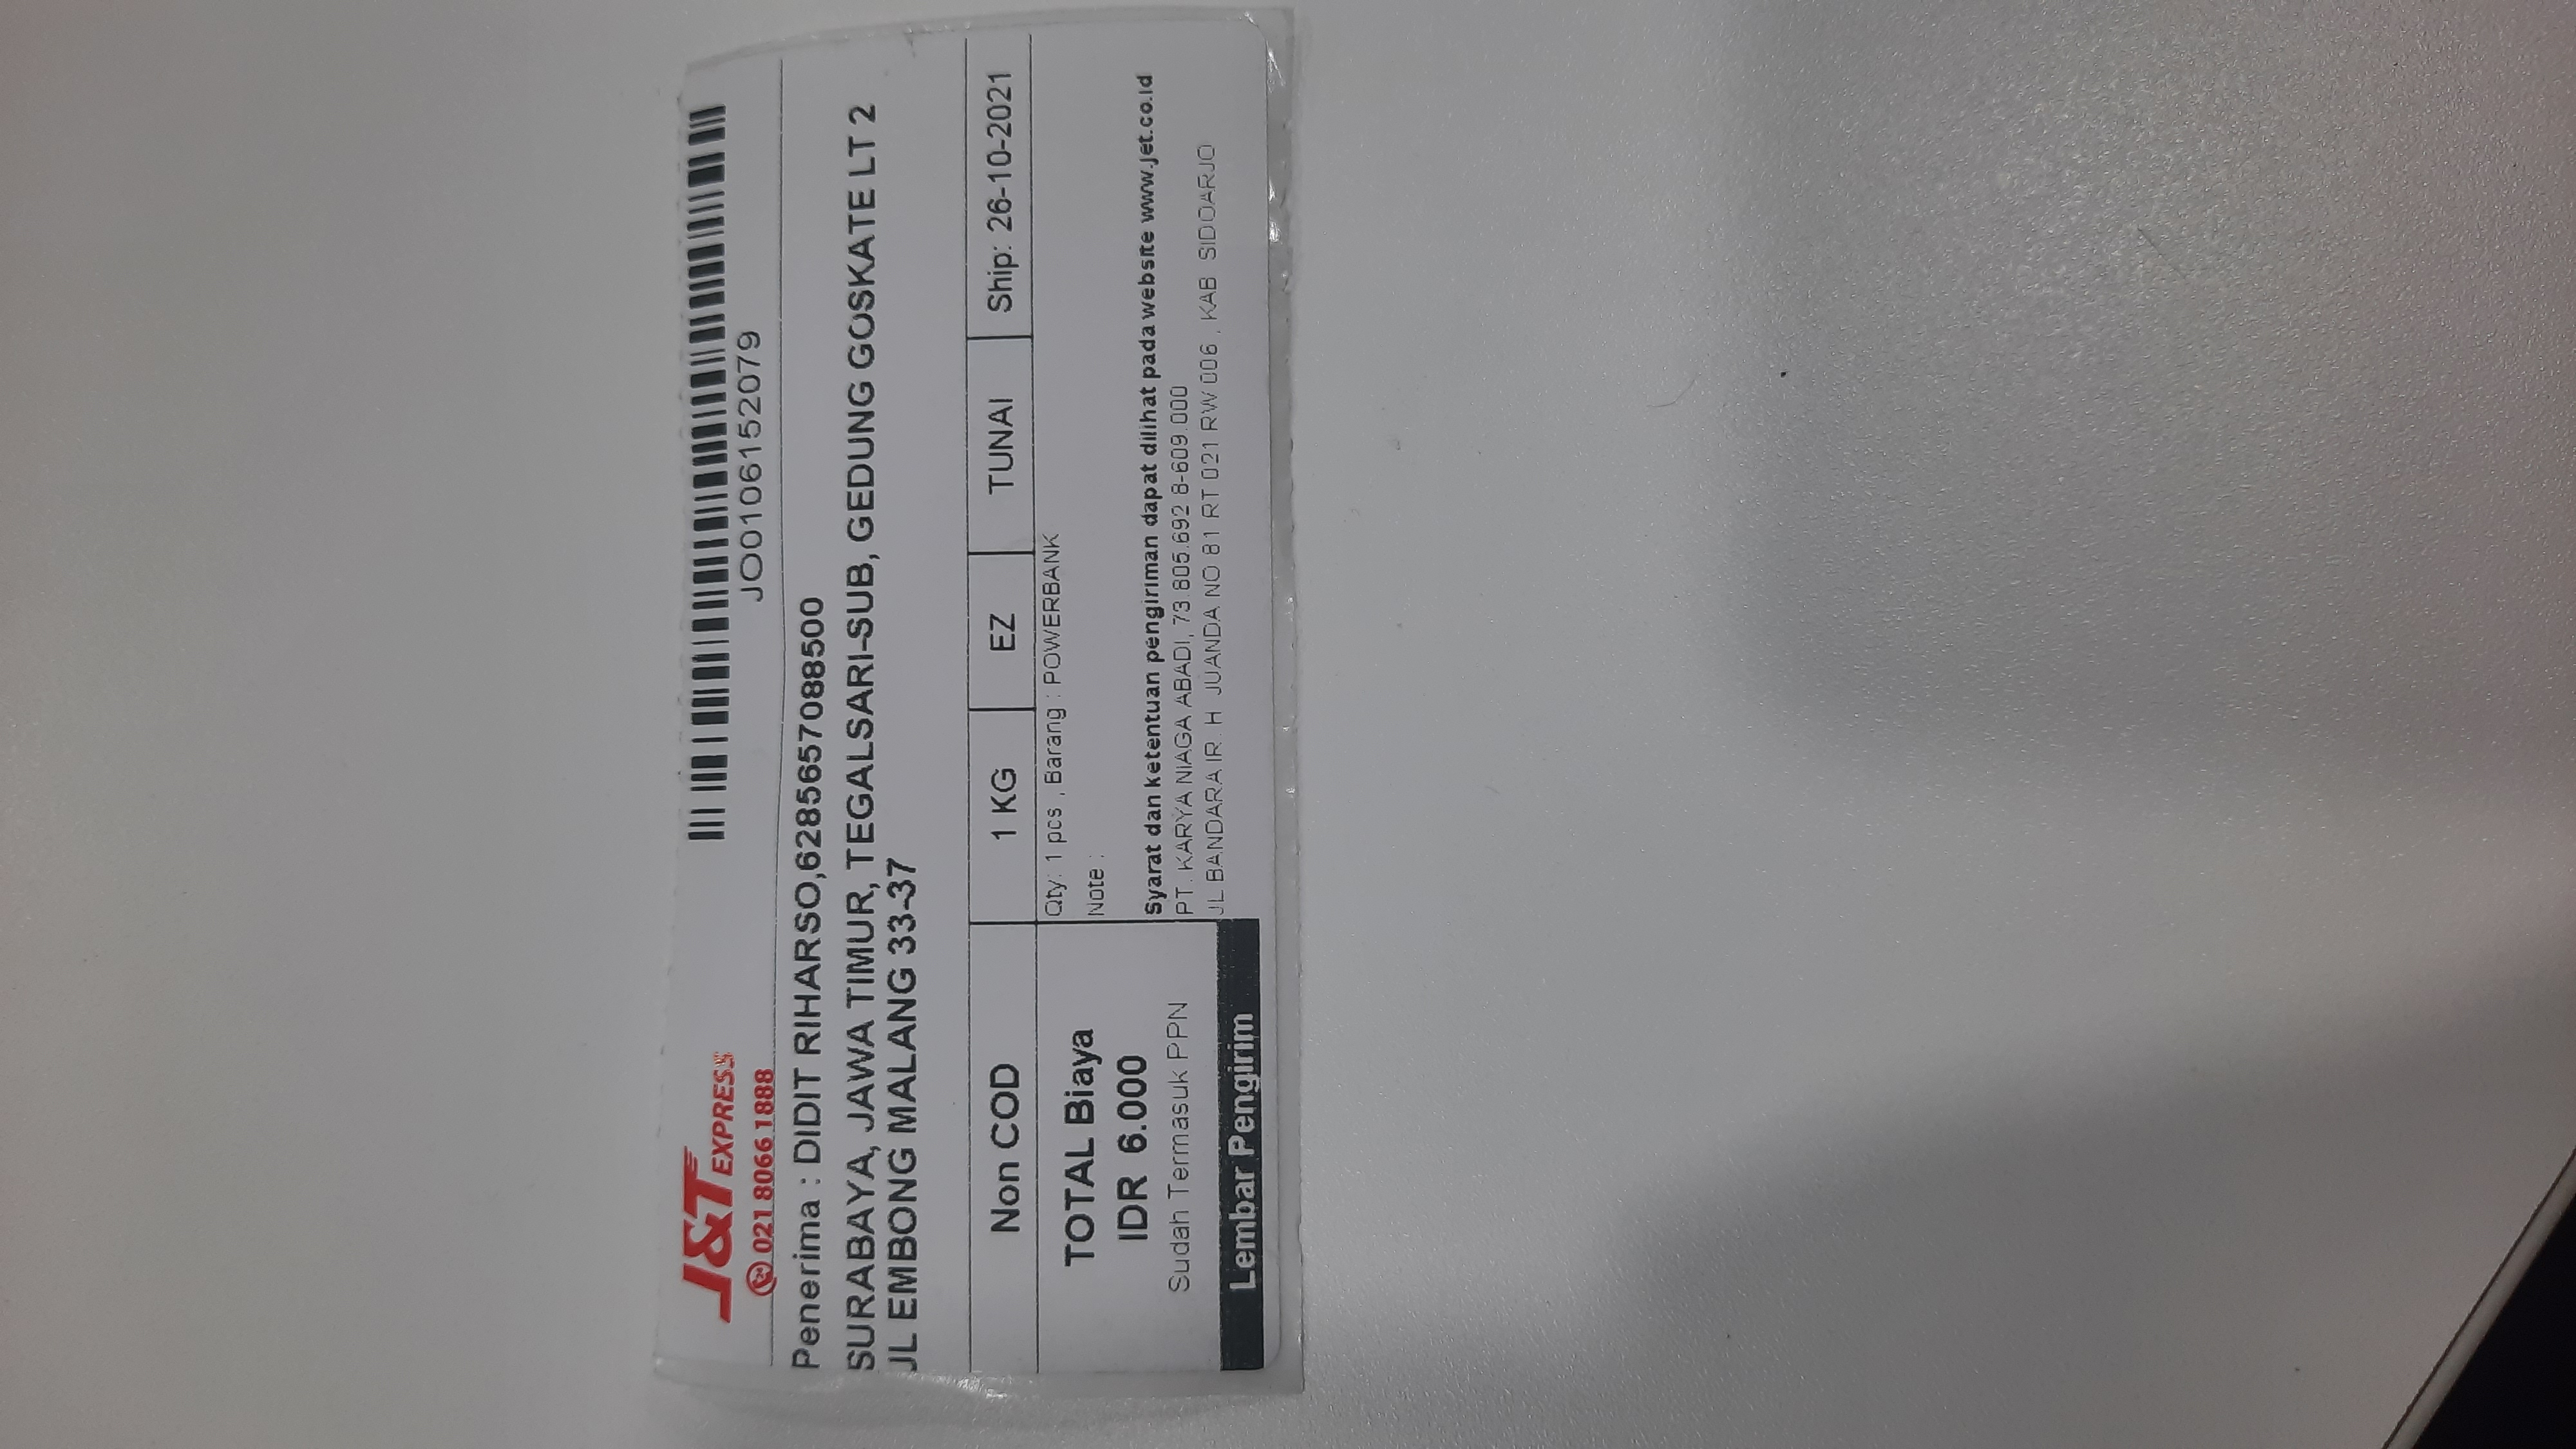 J&T EXPRESS
021 8066 1888
JO0106152079
Penerima : DIDIT RIHARSO,6285657088500
SURABAYA, JAWA TIMUR, TEGALSARI-SUB, GEDUNG GOSKATE LT 2
JL EMBONG MALANG 33-37
Non COD 1 KG EZ TUNAI Ship: 26-10-2021
TOTAL Biaya
IDR 6.000
Sudah Termasuk PPN
Lembar Pengirim
Qty: 1 pcs , Barang : POWERBANK
Note :
Syarat dan ketentuan pengiriman dapat dilihat pada website www.jet.co.id
PT. KARYA NIAGA ABADI, 73.805.692.8-609.000
JL BANDARA IR. H. JUANDA NO 81 RT 021 RW 006 , KAB. SIDOARJO